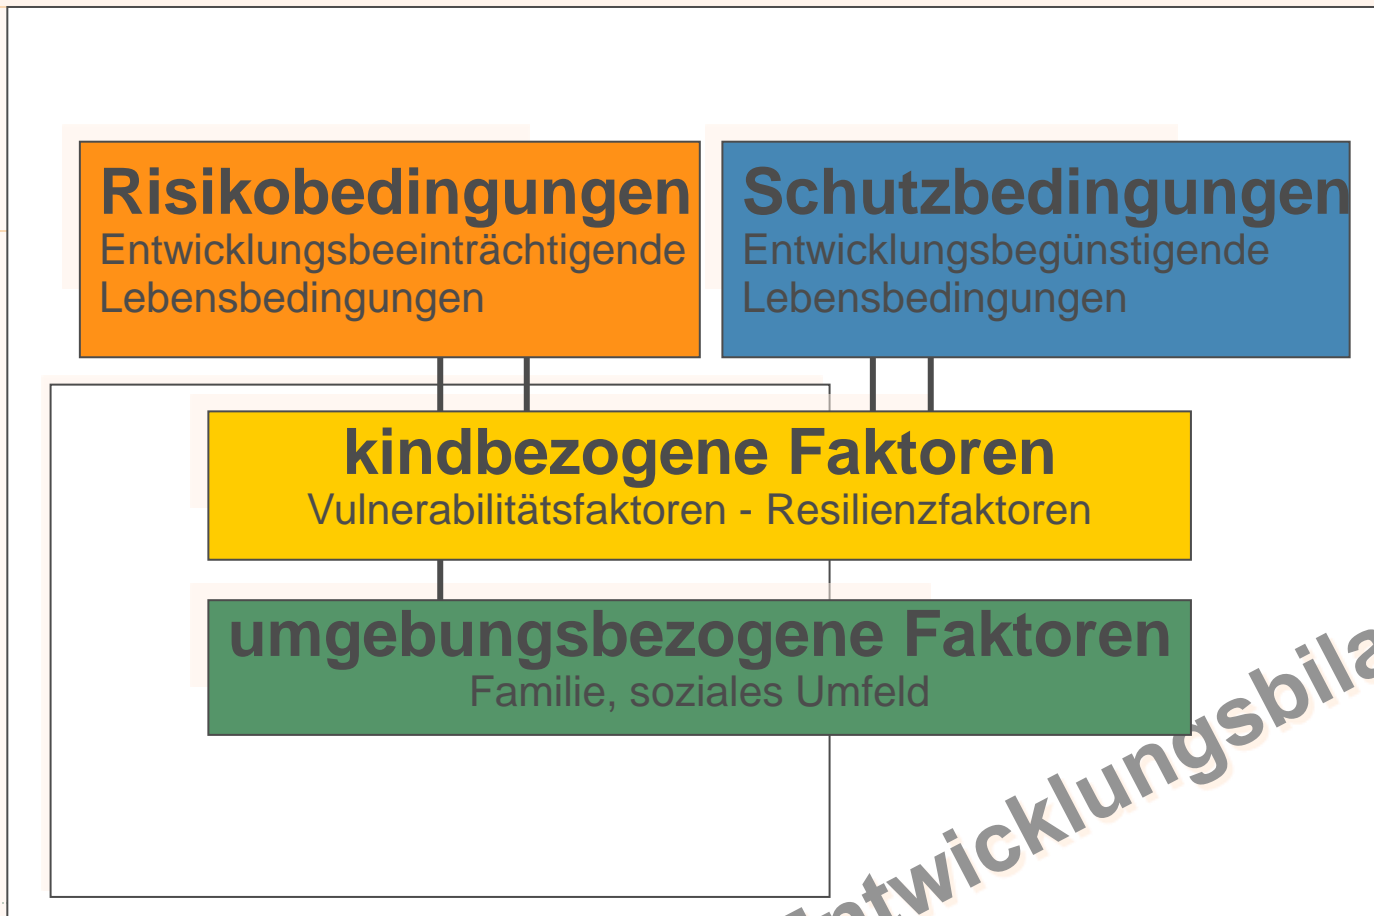 Risikobedingungen
Entwicklungsbeeinträchtigende
Lebensbedingungen
Schutzbedingungen
Entwicklungsbegünstigende
Lebensbedingungen
kindbezogene Faktoren
Vulnerabilitätsfaktoren - Resilienzfaktoren
umgebungsbezogene Faktoren
Familie, soziales Umfeld